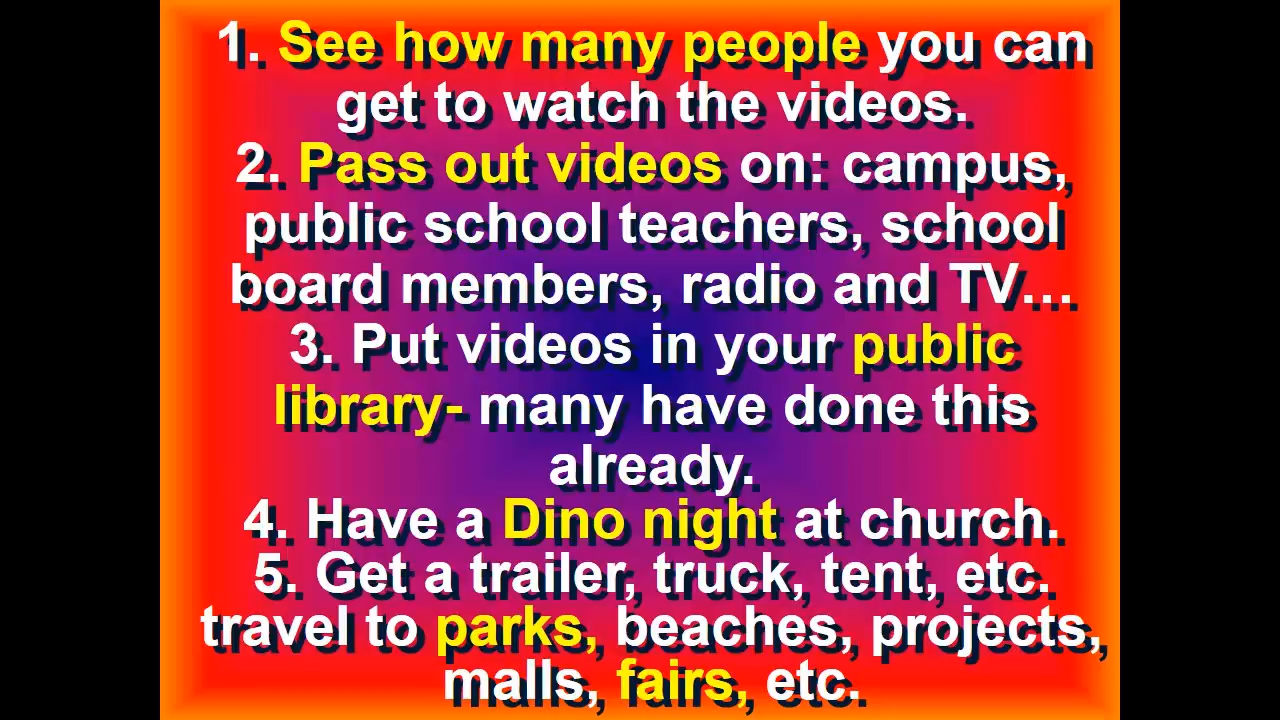 1. See how many people you can
get to watch the videos.
2. Pass out videos on: campus,
public school teachers, school
board members, radio and TV…
3. Put videos in your public
library- many have done this
already.
4. Have a Dino night at church.
5. Get a trailer, truck, tent, etc.
travel to parks, beaches, projects,
malls, fairs, etc.